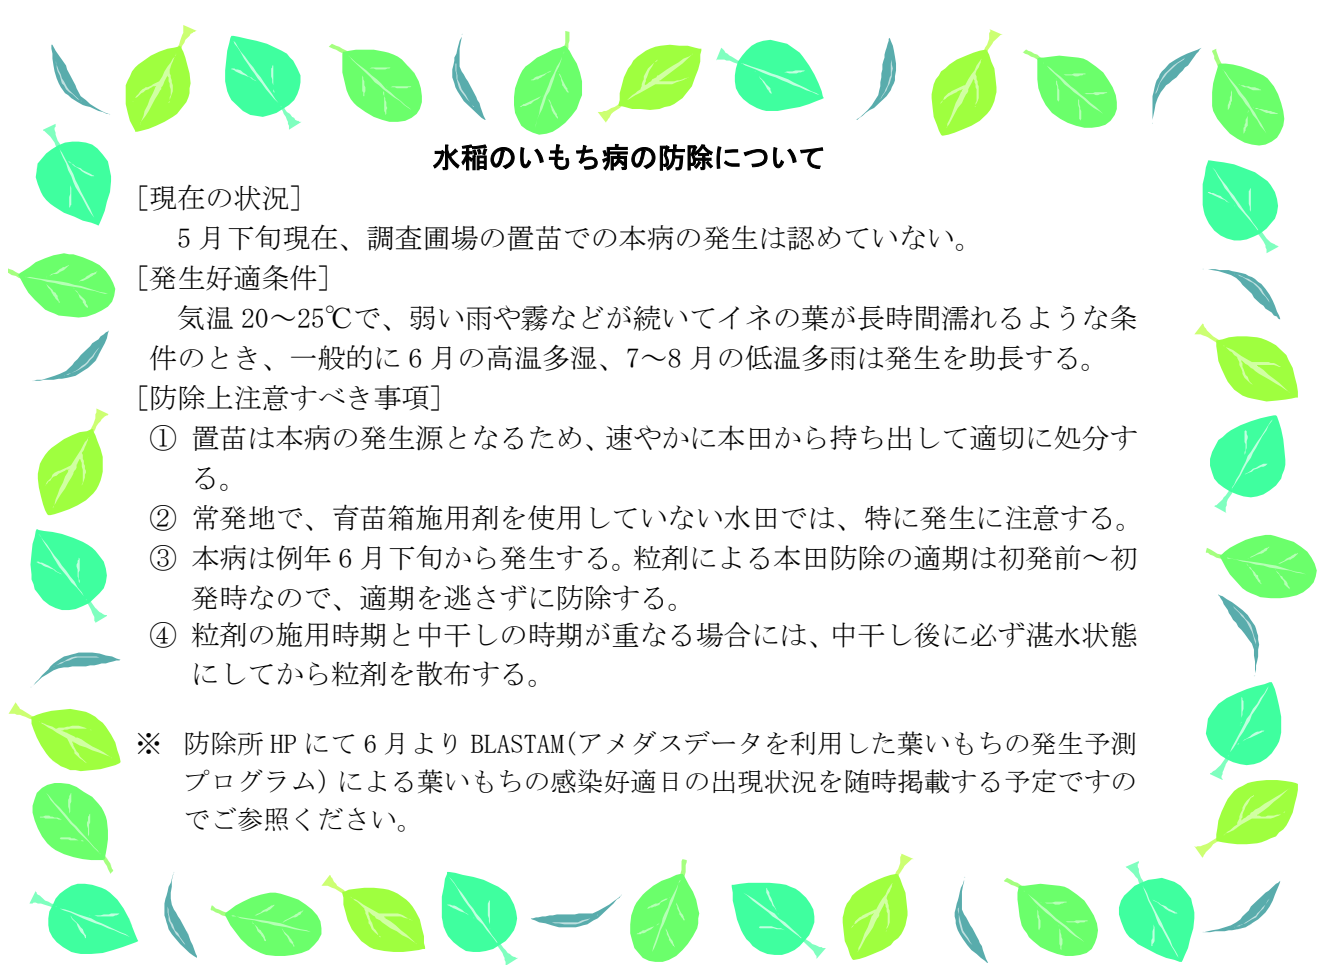 水稲のいもち病の防除について
［現在の状況］
5月下旬現在、調査圃場の置苗での本病の発生は認めていない。
［発生好適条件］
気温 20～25℃で、弱い雨や霧などが続いてイネの葉が長時間濡れるような条
件のとき、一般的に 6 月の高温多湿、7～8 月の低温多雨は発生を助長する。
［防除上注意すべき事項］
① 置苗は本病の発生源となるため、速やかに本田から持ち出して適切に処分す
る。
② 常発地で、育苗箱施用剤を使用していない水田では、特に発生に注意する。
③ 本病は例年 6 月下旬から発生する。粒剤による本田防除の適期は初発前～初
発時なので、適期を逃さずに防除する。
④ 粒剤の施用時期と中干しの時期が重なる場合には、中干し後に必ず湛水状態
にしてから粒剤を散布する。
※ 防除所 HP にて 6 月より BLASTAM(アメダスデータを利用した葉いもちの発生予測
プログラム) による葉いもちの感染好適日の出現状況を随時掲載する予定ですの
でご参照ください。